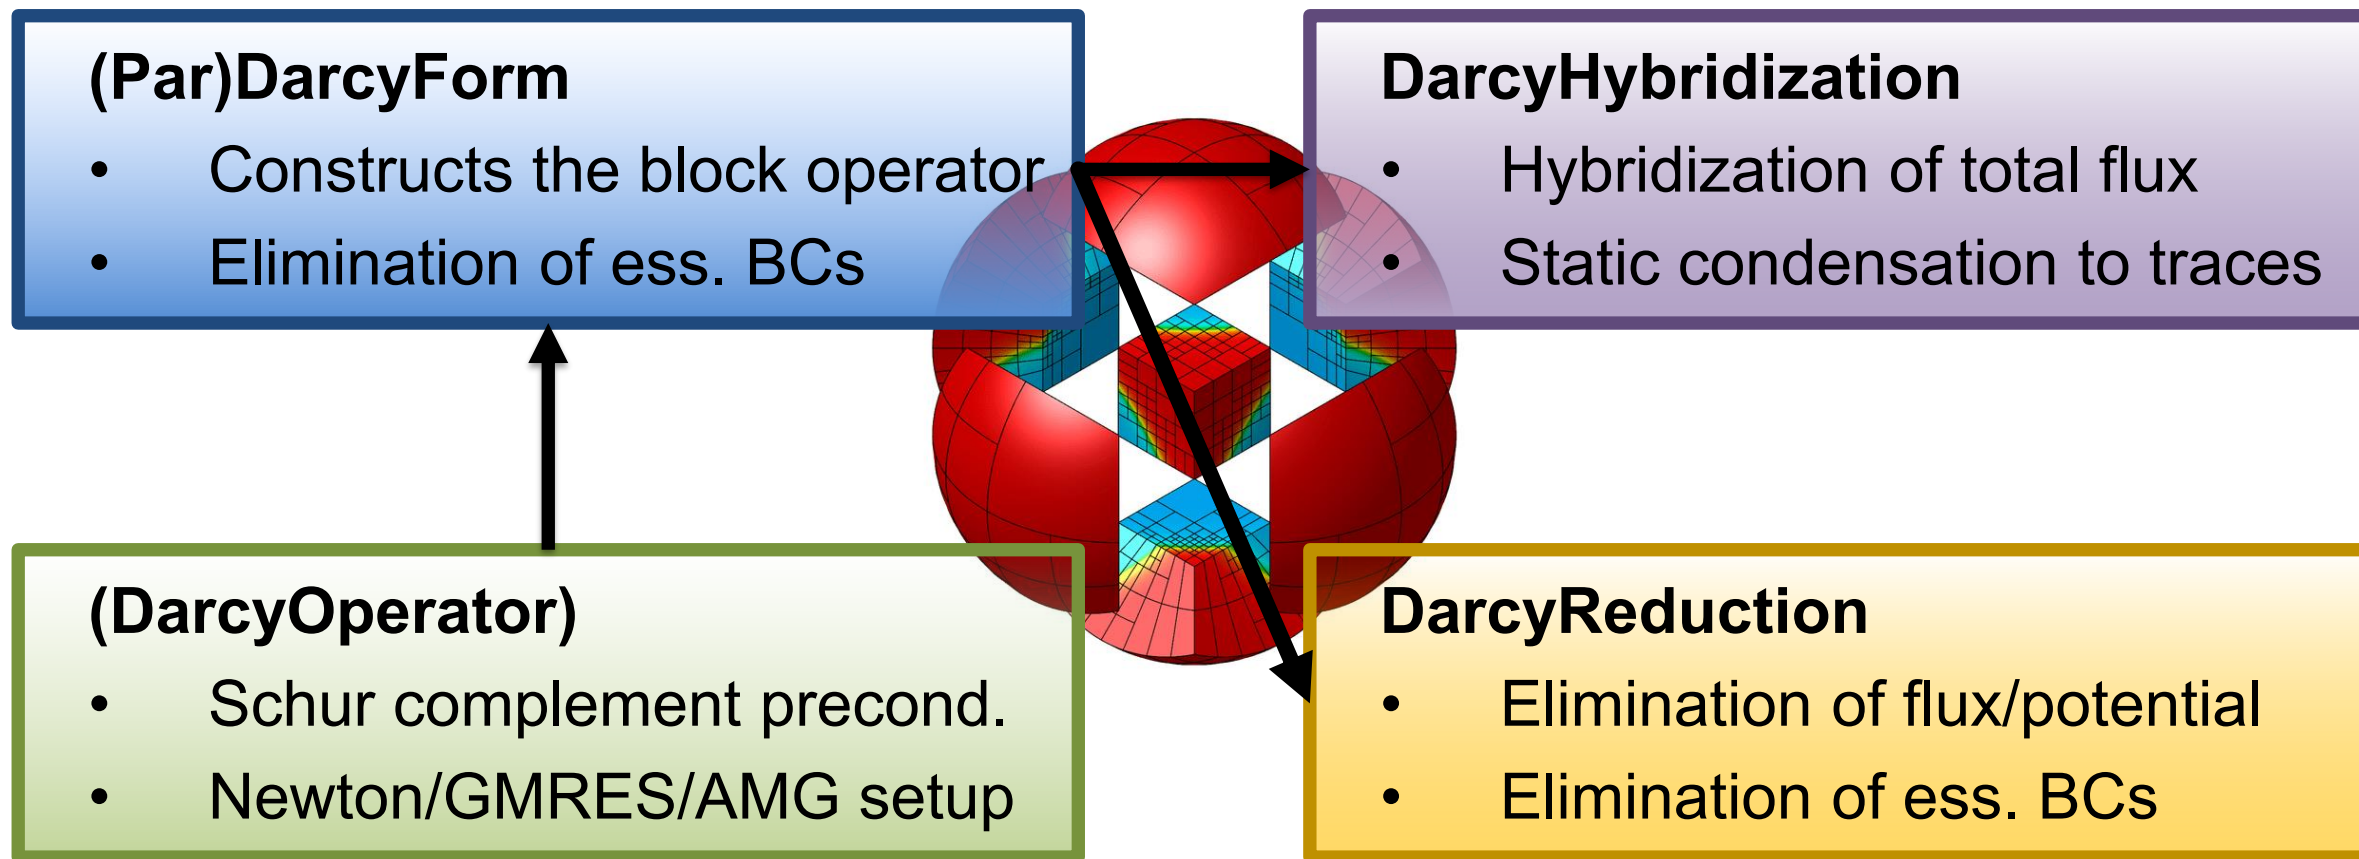 (Par)DarcyForm
• Constructs the block operator
• Elimination of ess. BCs
DarcyHybridization
• Hybridization of total flux
• Static condensation to traces
(DarcyOperator)
• Schur complement precond.
• Newton/GMRES/AMG setup
DarcyReduction
• Elimination of flux/potential
• Elimination of ess. BCs